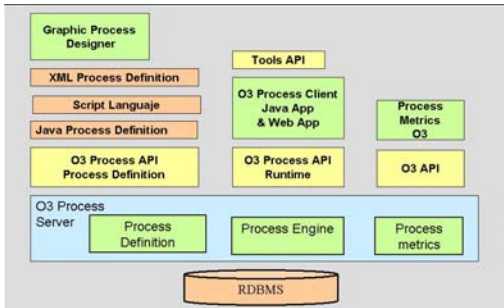 Graphic Process
Designer
XML Process Definition
Script Languaje
Java Process Definition
O3 Process API
Process Definition
Tools API
O3 Process Client
Java App
& Web App
O3 Process API
Runtime
Process
Metrics
O3
O3 API
O3 Process
Server
Process
Definition
Process Engine
Process
metrics
RDBMS